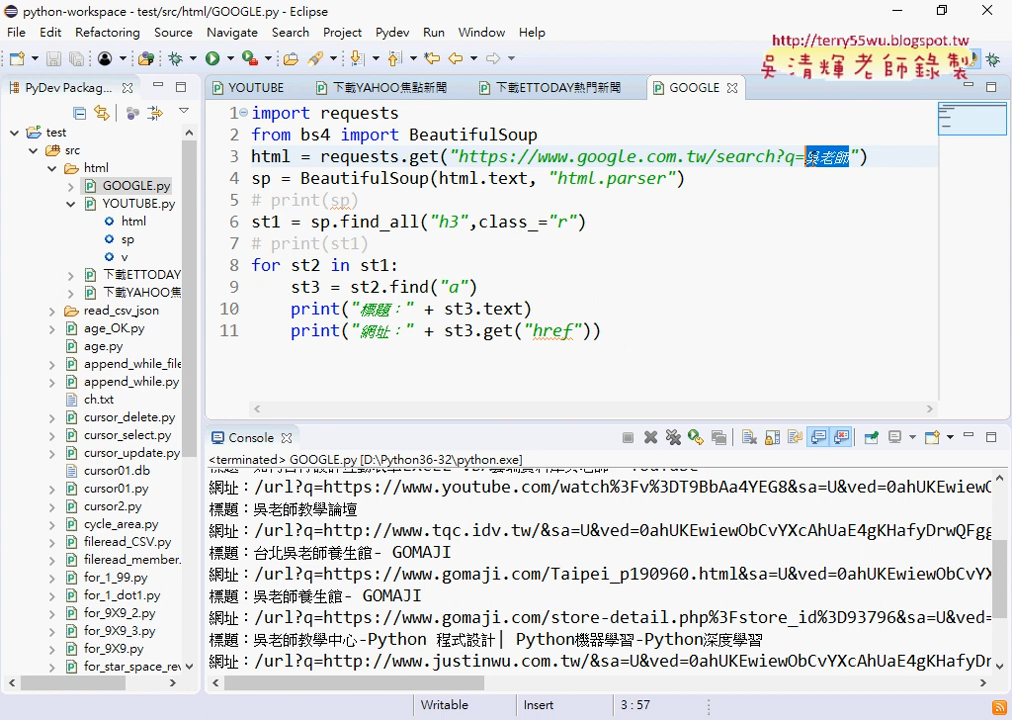 python-workspace - test/src/html/GOOGLE.py - Eclipse
File Edit Refactoring Source Navigate Search Project Pydev Run Window Help
http://terry55wu.blogspot.tw
吳清輝老師錄製
PyDev Packag...
YOUTUBE 下載YAHOO焦點新聞 下載ETTODAY熱門新聞 GOOGLE
test
src
html
GOOGLE.py
YOUTUBE.py
html
sp
v
下載ETTODAY
下載YAHOO焦
read_csv_json
age_OK.py
age.py
append_while_file
append_while.py
ch.txt
cursor_delete.py
cursor_select.py
cursor_update.py
cursor01.db
cursor01.py
cursor2.py
cycle_area.py
fileread_CSV.py
fileread_member.
for_1_99.py
for_1_dot1.py
for_9X9_2.py
for_9X9_3.py
for_9X9.py
for_star_space_rev
1 import requests
2 from bs4 import BeautifulSoup
3 html = requests.get("https://www.google.com.tw/search?q=吳老師")
4 sp = BeautifulSoup(html.text, "html.parser")
5 # print(sp)
6 st1 = sp.find_all("h3",class_="r")
7 # print(st1)
8 for st2 in st1:
9 st3 = st2.find("a")
10 print("標題：" + st3.text)
11 print("網址：" + st3.get("href"))
Console
<terminated> GOOGLE.py [D:\Python36-32\python.exe]
網址：/url?q=https://www.youtube.com/watch%3Fv%3DT9BbAa4YEG8&sa=U&ved=0ahUKEwiewO
標題：吳老師教學論壇
網址：/url?q=http://www.tqc.idv.tw/&sa=U&ved=0ahUKEwiewObCvYXcAhUaE4gKHafyDrwQFgg
標題：台北吳老師養生館- GOMAJI
網址：/url?q=https://www.gomaji.com/Taipei_p190960.html&sa=U&ved=0ahUKEwiewObCvYX
標題：吳老師養生館- GOMAJI
網址：/url?q=https://www.gomaji.com/store-detail.php%3Fstore_id%3D93796&sa=U&ved=
標題：吳老師教學中心-Python 程式設計| Python機器學習-Python深度學習
網址：/url?q=http://www.justinwu.com.tw/&sa=U&ved=0ahUKEwiewObCvYXcAhUaE4gKHafyDr
Writable Insert 3 : 57